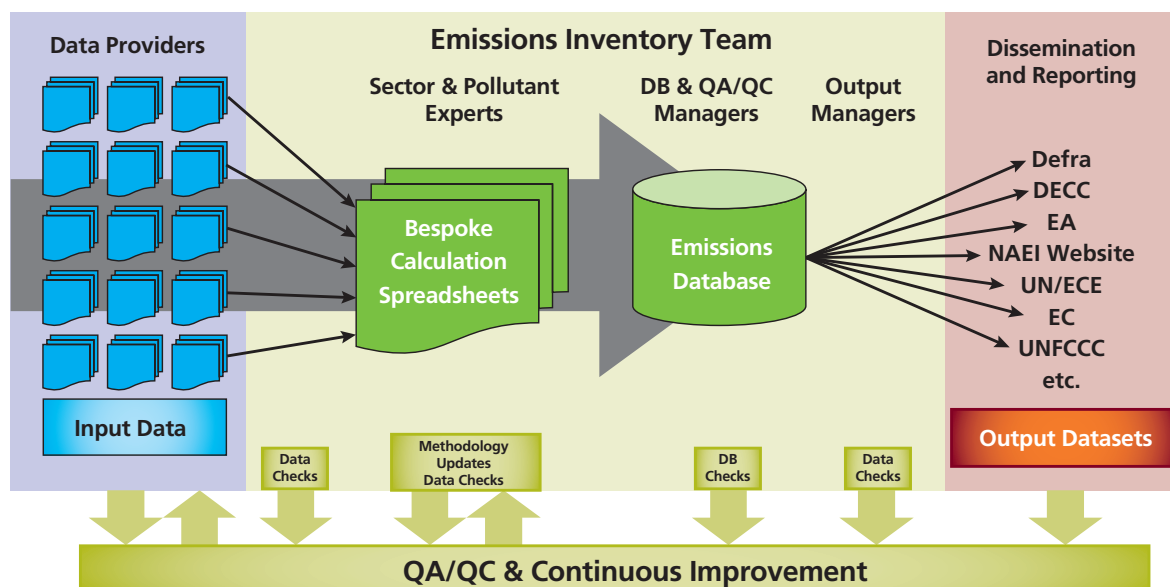 Data Providers
Emissions Inventory Team
Dissemination
and Reporting
Sector & Pollutant
Experts
DB & QA/QC
Managers
Output
Managers
Bespoke
Calculation
Spreadsheets
Emissions
Database
Defra
DECC
EA
NAEI Website
UN/ECE
EC
UNFCCC
etc.
Input Data
Output Datasets
Data
Checks
Methodology
Updates
Data Checks
DB
Checks
Data
Checks
QA/QC & Continuous Improvement